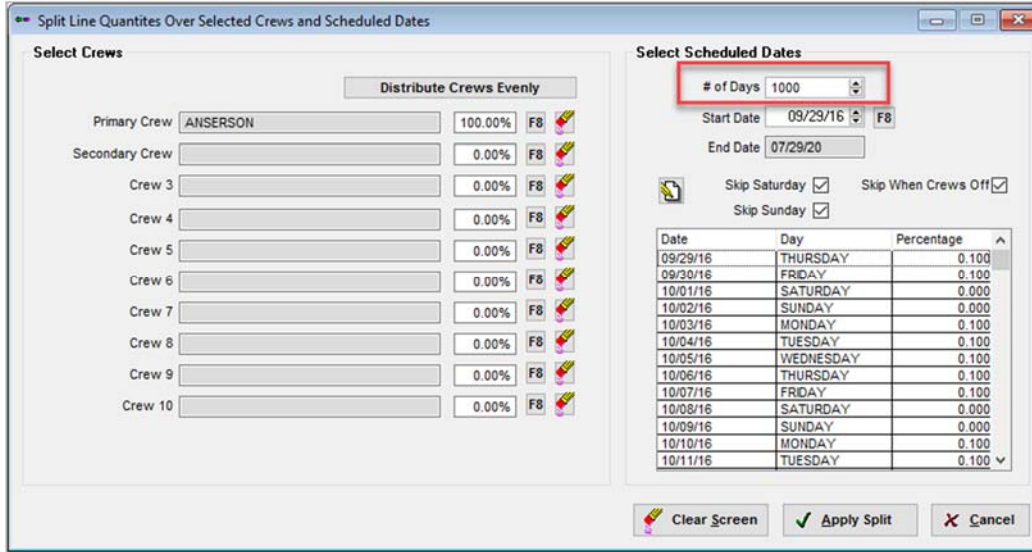 Split Line Quantites Over Selected Crews and Scheduled Dates
Select Crews
Distribute Crews Evenly
Primary Crew ANSERSON 100.00% F8
Secondary Crew 0.00% F8
Crew 3 0.00% F8
Crew 4 0.00% F8
Crew 5 0.00% F8
Crew 6 0.00% F8
Crew 7 0.00% F8
Crew 8 0.00% F8
Crew 9 0.00% F8
Crew 10 0.00% F8
Select Scheduled Dates
# of Days 1000
Start Date 09/29/16 F8
End Date 07/29/20
Skip Saturday Skip When Crews Off
Skip Sunday
Date Day Percentage
09/29/16 THURSDAY 0.100
09/30/16 FRIDAY 0.100
10/01/16 SATURDAY 0.000
10/02/16 SUNDAY 0.000
10/03/16 MONDAY 0.100
10/04/16 TUESDAY 0.100
10/05/16 WEDNESDAY 0.100
10/06/16 THURSDAY 0.100
10/07/16 FRIDAY 0.100
10/08/16 SATURDAY 0.000
10/09/16 SUNDAY 0.000
10/10/16 MONDAY 0.100
10/11/16 TUESDAY 0.100
Clear Screen Apply Split Cancel